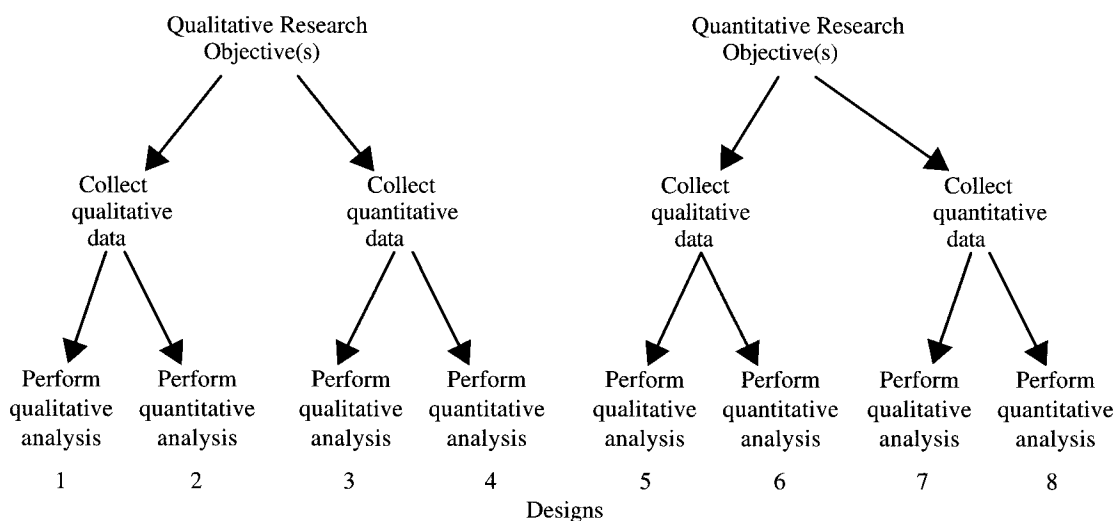 Qualitative Research
Objective(s)
Quantitative Research
Objective(s)
Collect
qualitative
data
Collect
quantitative
data
Collect
qualitative
data
Collect
quantitative
data
Perform
qualitative
analysis
1
Perform
quantitative
analysis
2
Perform
qualitative
analysis
3
Perform
quantitative
analysis
4
Perform
qualitative
analysis
5
Perform
quantitative
analysis
6
Perform
qualitative
analysis
7
Perform
quantitative
analysis
8
Designs